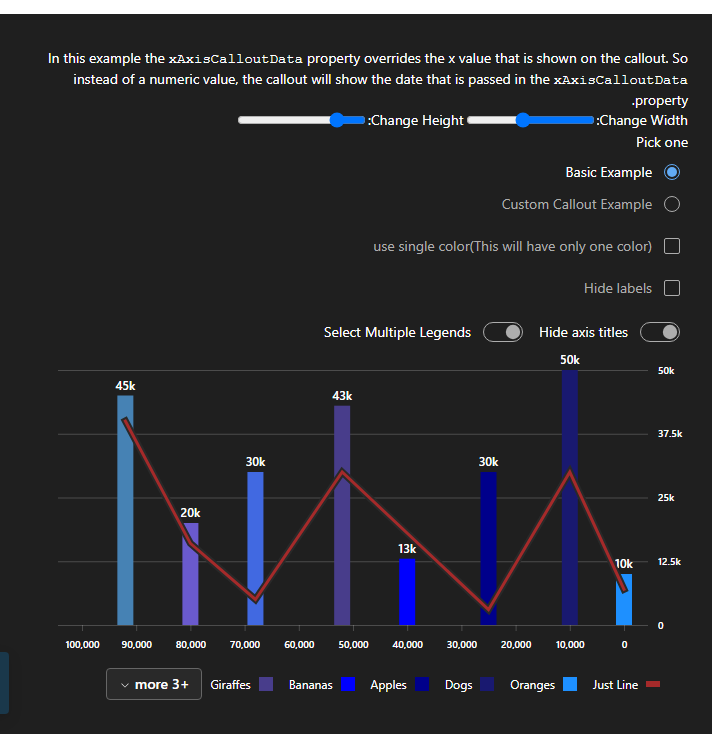 In this example the xAxisCalloutData property overrides the x value that is shown on the callout. So
instead of a numeric value, the callout will show the date that is passed in the xAxisCalloutData
.property
:Change Width :Change Height
Pick one
Basic Example
Custom Callout Example
use single color(This will have only one color)
Hide labels
Select Multiple Legends Hide axis titles
50k
50k
45k
43k
37.5k
30k
30k
25k
20k
13k
12.5k
10k
0
100,000 90,000 80,000 70,000 60,000 50,000 40,000 30,000 20,000 10,000 0
more 3+ Giraffes Bananas Apples Dogs Oranges Just Line